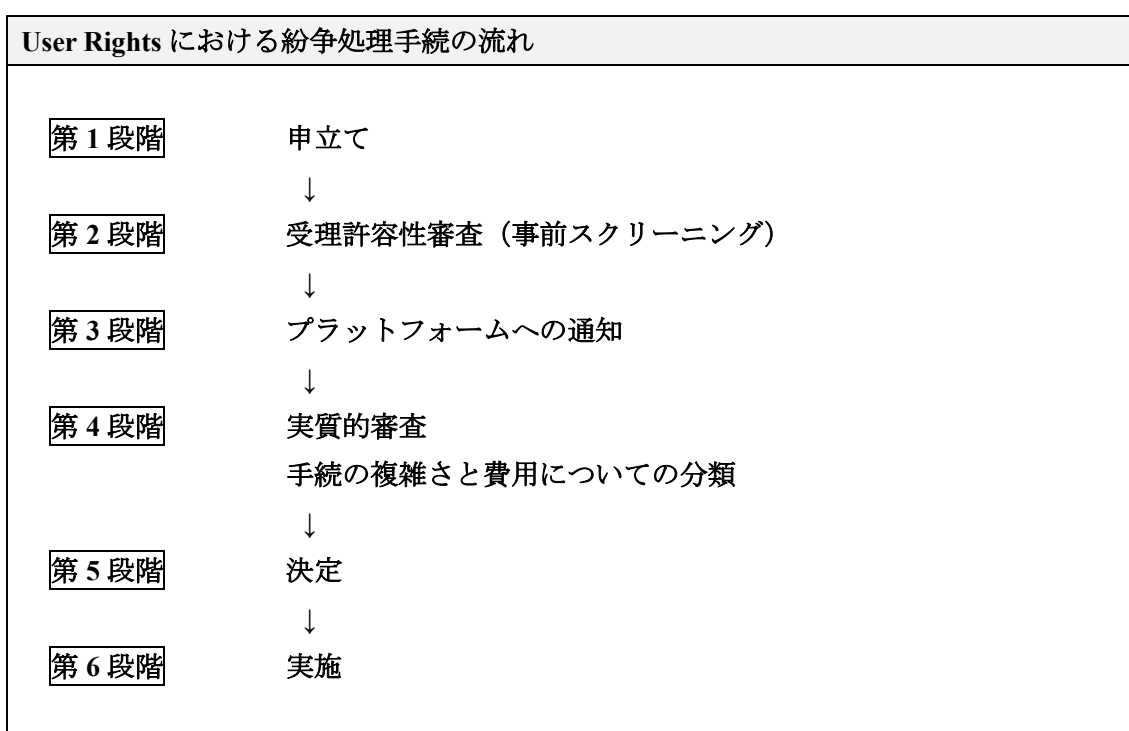 User Rights における紛争処理手続の流れ
第 1 段階 申立て
↓
第 2 段階 受理許容性審査（事前スクリーニング）
↓
第 3 段階 プラットフォームへの通知
↓
第 4 段階 実質的審査
手続の複雑さと費用についての分類
↓
第 5 段階 決定
↓
第 6 段階 実施